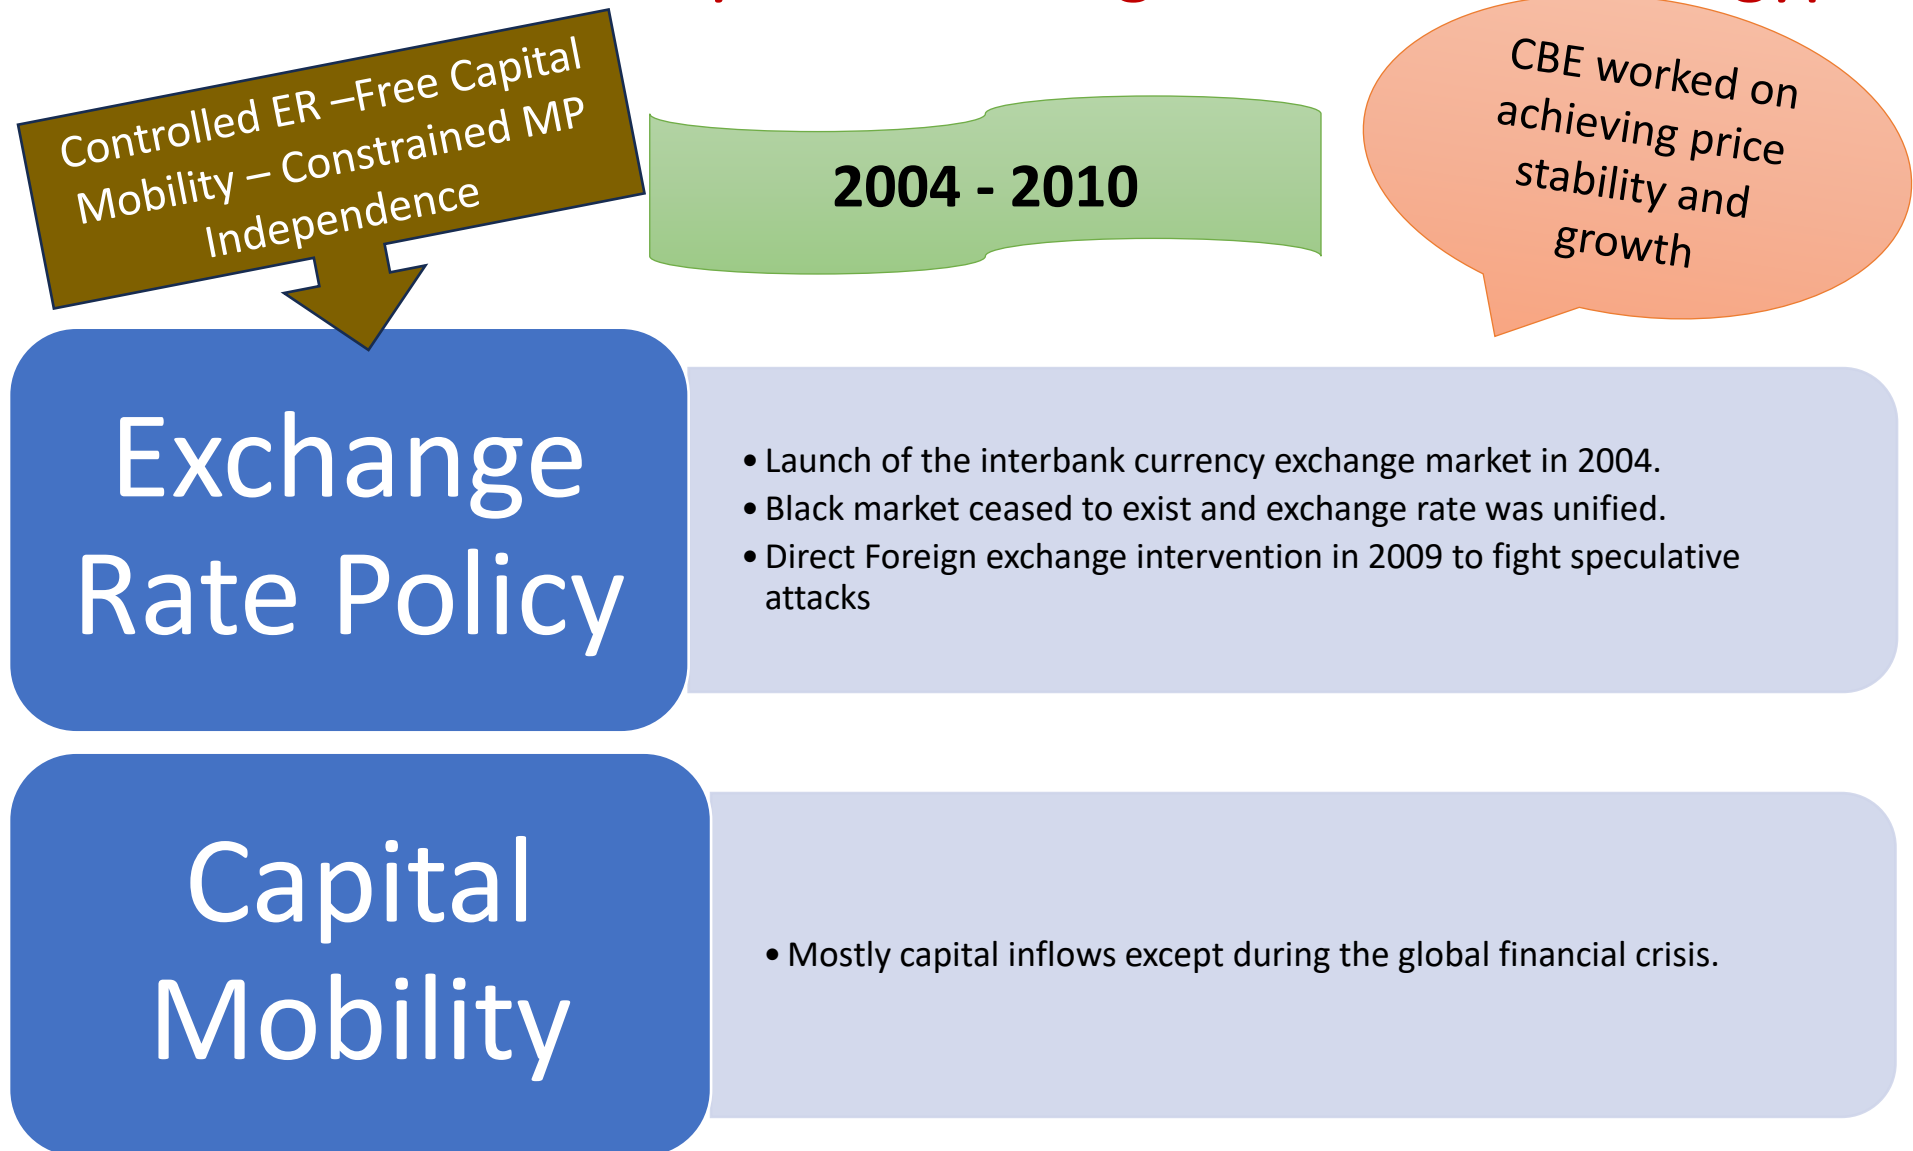 Controlled ER –Free Capital
Mobility – Constrained MP
Independence
2004 - 2010
CBE worked on
achieving price
stability and
growth
Exchange
Rate Policy
• Launch of the interbank currency exchange market in 2004.
• Black market ceased to exist and exchange rate was unified.
• Direct Foreign exchange intervention in 2009 to fight speculative
attacks
Capital
Mobility
• Mostly capital inflows except during the global financial crisis.